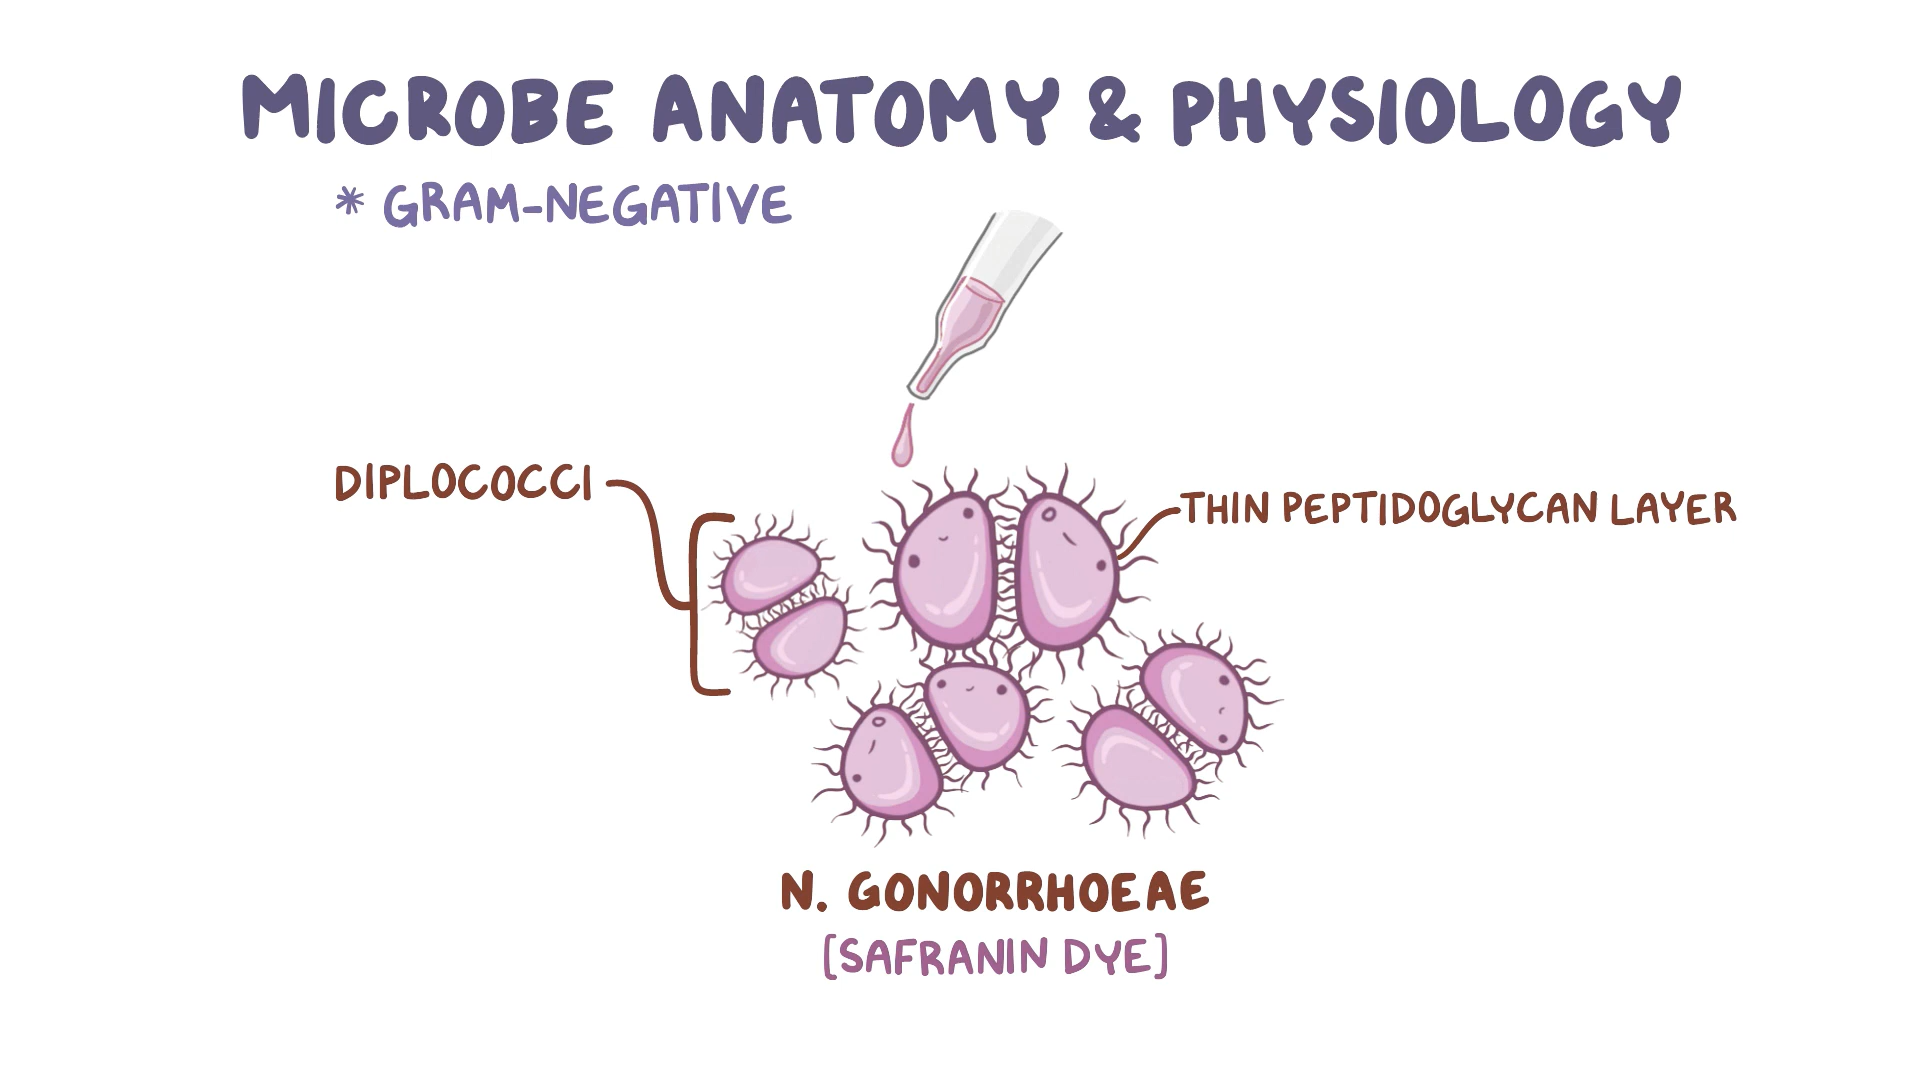 MICROBE ANATOMY & PHYSIOLOGY
* GRAM-NEGATIVE
DIPLOCOCCI
THIN PEPTIDOGLYCAN LAYER
N. GONORRHOEAE
[SAFRANIN DYE]